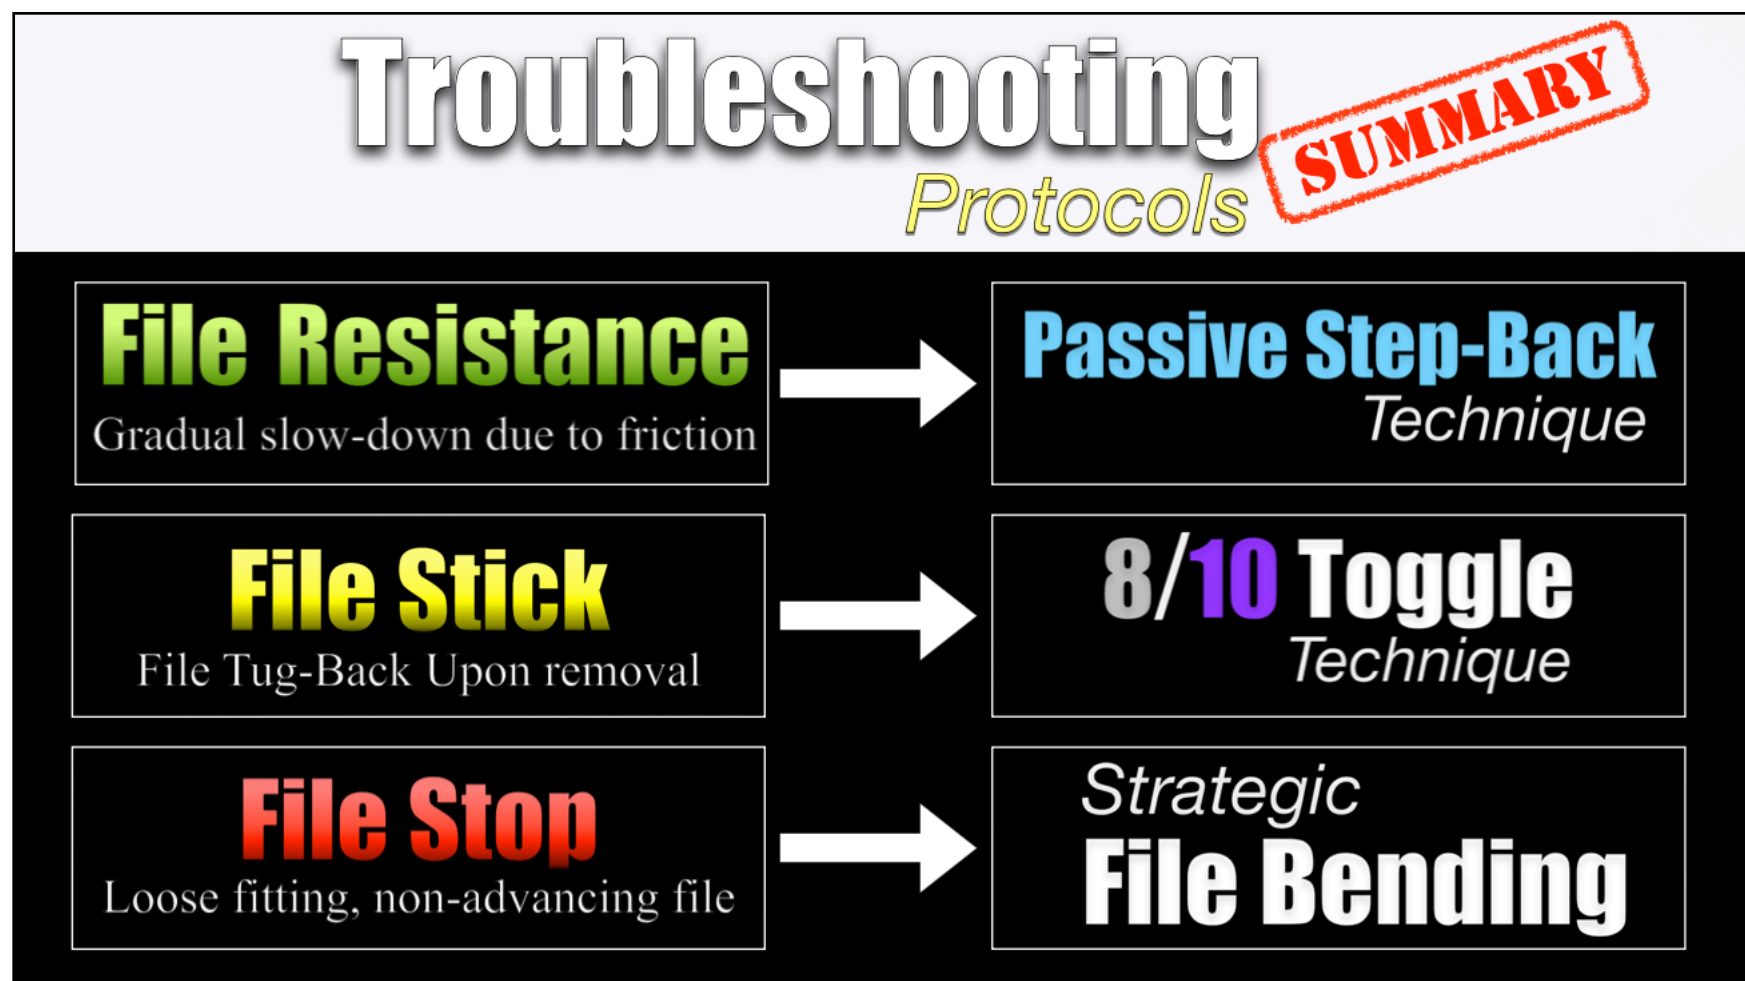 Troubleshooting
SUMMARY
Protocols
File Resistance
Gradual slow-down due to friction
Passive Step-Back
Technique
File Stick
File Tug-Back Upon removal
8/10 Toggle
Technique
File Stop
Loose fitting, non-advancing file
Strategic
File Bending